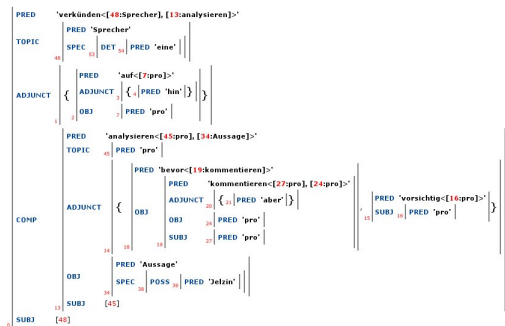 PRED 'verkünden<[48:Sprecher], [13:analysieren]>'
PRED 'Sprecher'
TOPIC
SPEC 53 DET 54 PRED 'eine'
48
PRED 'auf<[7:pro]>'
ADJUNCT 3 { 4 PRED 'hin' }
ADJUNCT { 2 }
OBJ 7 PRED 'pro'
1
PRED 'analysieren<[45:pro], [34:Aussage]>'
TOPIC 45 PRED 'pro'
PRED 'bevor<[19:kommentieren]>'
PRED 'kommentieren<[27:pro], [24:pro]>'
ADJUNCT 20 { 21 PRED 'aber' }
PRED 'vorsichtig<[16:pro]>'
ADJUNCT { OBJ , }
OBJ 24 PRED 'pro'
15 SUBJ 16 PRED 'pro'
COMP
SUBJ 27 PRED 'pro'
14 18 19
PRED 'Aussage'
OBJ
SPEC 38 POSS 36 PRED 'Jelzin'
34
SUBJ [45]
13
SUBJ [48]
0